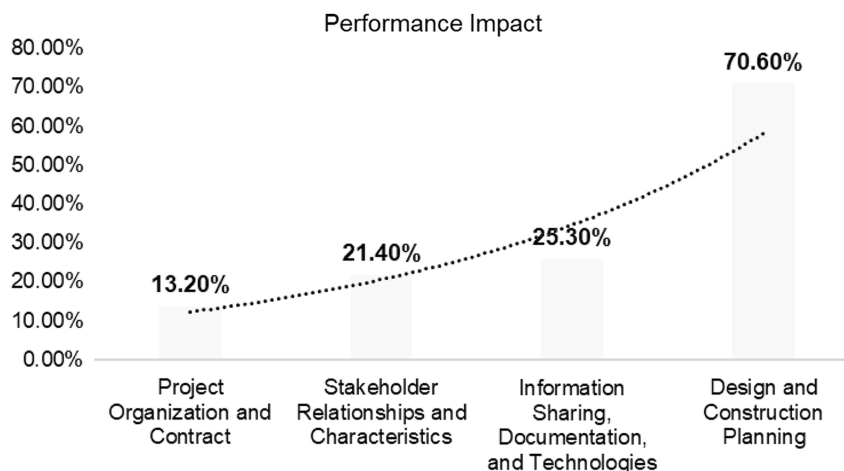 Performance Impact
80.00%
70.00%
60.00%
50.00%
40.00%
30.00%
20.00%
10.00%
0.00%
13.20%
21.40%
25.30%
70.60%
Project
Organization and
Contract
Stakeholder
Relationships and
Characteristics
Information
Sharing,
Documentation,
and Technologies
Design and
Construction
Planning